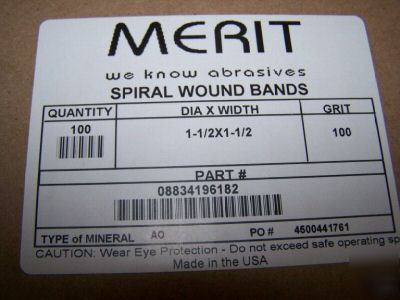 MERIT
we know abrasives
SPIRAL WOUND BANDS
QUANTITY DIA X WIDTH GRIT
100 1-1/2X1-1/2 100
PART #
08834196182
TYPE of MINERAL AO PO # 4500441761
CAUTION: Wear Eye Protection - Do not exceed safe operating sp
Made in the USA